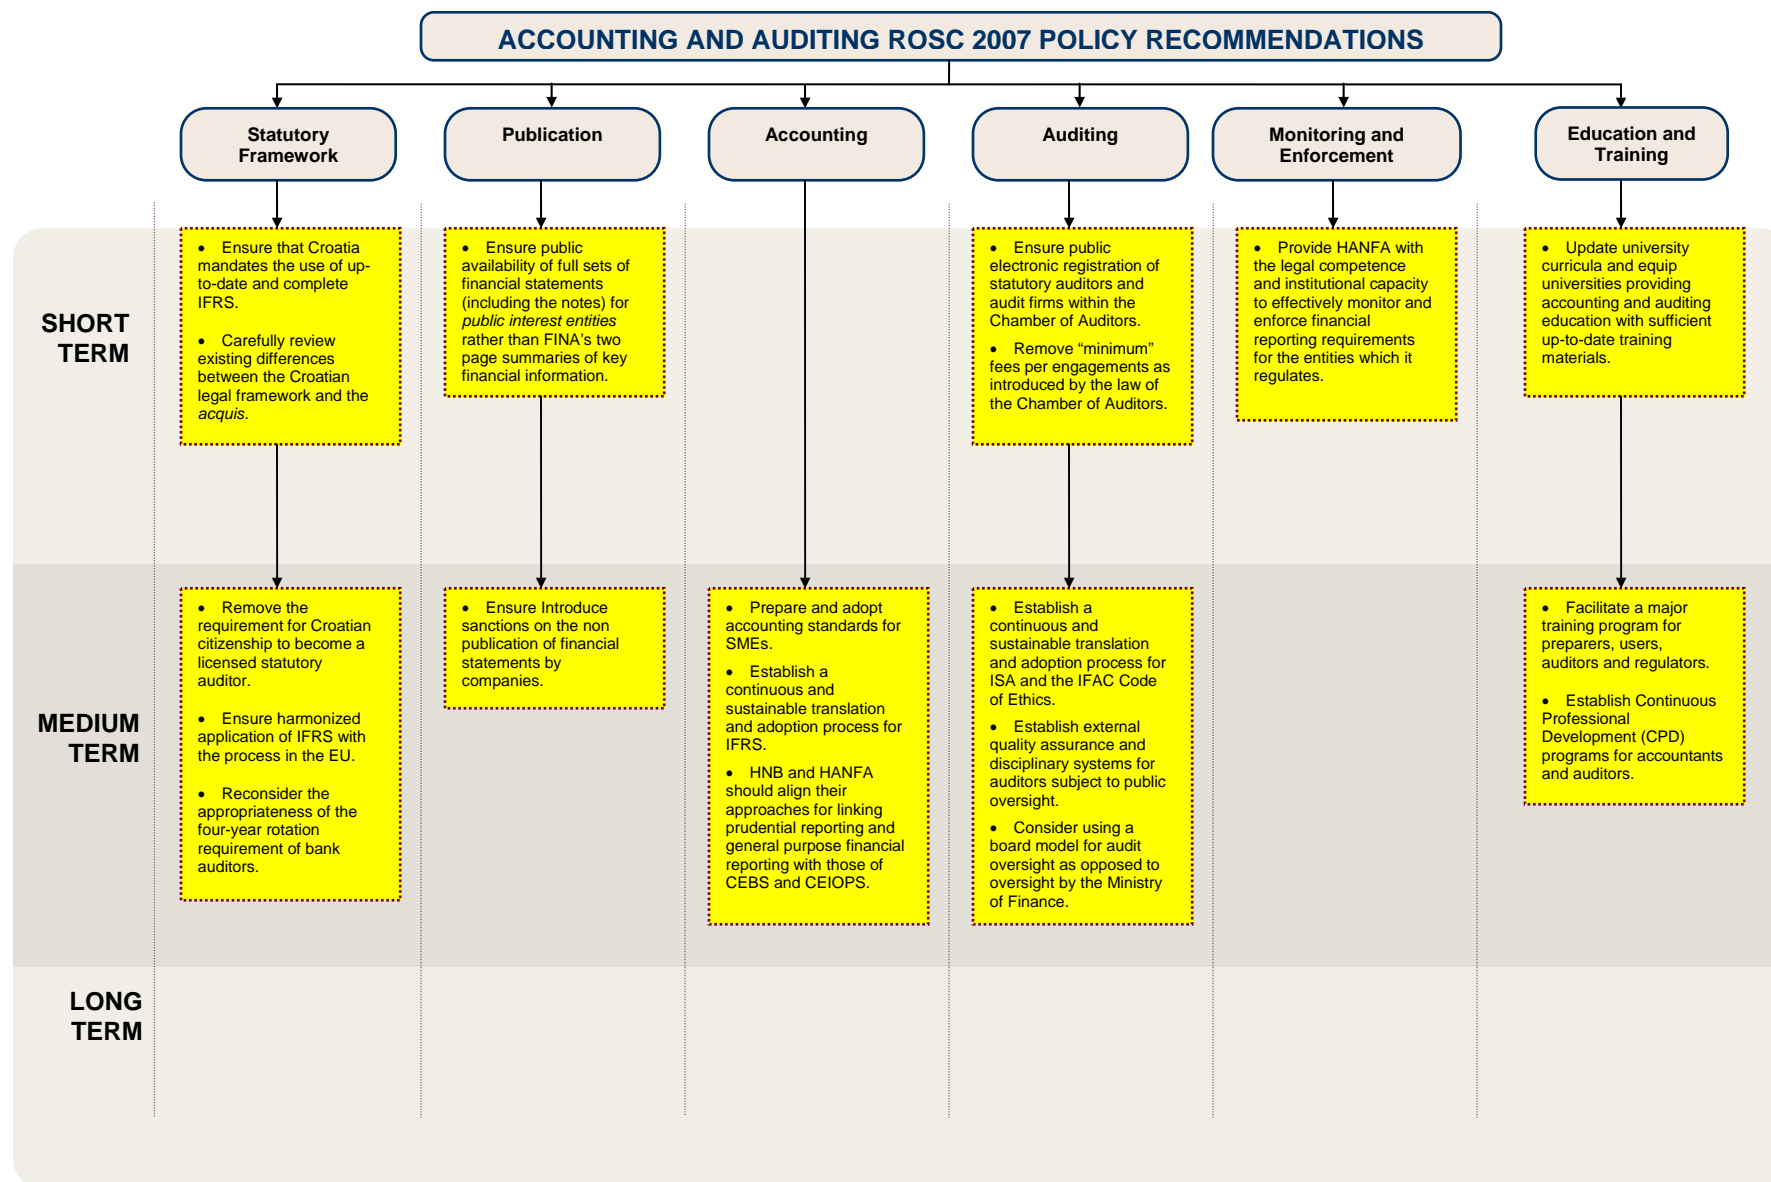 ACCOUNTING AND AUDITING ROSC 2007 POLICY RECOMMENDATIONS
Statutory
Framework
Publication
Accounting
Auditing
Monitoring and
Enforcement
Education and
Training
SHORT
TERM
• Ensure that Croatia
mandates the use of up-
to-date and complete
IFRS.
• Carefully review
existing differences
between the Croatian
legal framework and the
acquis.
• Ensure public
availability of full sets of
financial statements
(including the notes) for
public interest entities
rather than FINA's two
page summaries of key
financial information.
• Ensure public
electronic registration of
statutory auditors and
audit firms within the
Chamber of Auditors.
• Remove “minimum”
fees per engagements as
introduced by the law of
the Chamber of Auditors.
• Provide HANFA with
the legal competence
and institutional capacity
to effectively monitor and
enforce financial
reporting requirements
for the entities which it
regulates.
• Update university
curricula and equip
universities providing
accounting and auditing
education with sufficient
up-to-date training
materials.
MEDIUM
TERM
• Remove the
requirement for Croatian
citizenship to become a
licensed statutory
auditor.
• Ensure harmonized
application of IFRS with
the process in the EU.
• Reconsider the
appropriateness of the
four-year rotation
requirement of bank
auditors.
• Ensure Introduce
sanctions on the non
publication of financial
statements by
companies.
• Prepare and adopt
accounting standards for
SMEs.
• Establish a
continuous and
sustainable translation
and adoption process for
IFRS.
• HNB and HANFA
should align their
approaches for linking
prudential reporting and
general purpose financial
reporting with those of
CEBS and CEIOPS.
• Establish a
continuous and
sustainable translation
and adoption process for
ISA and the IFAC Code
of Ethics.
• Establish external
quality assurance and
disciplinary systems for
auditors subject to public
oversight.
• Consider using a
board model for audit
oversight as opposed to
oversight by the Ministry
of Finance.
• Facilitate a major
training program for
preparers, users,
auditors and regulators.
• Establish Continuous
Professional
Development (CPD)
programs for accountants
and auditors.
LONG
TERM